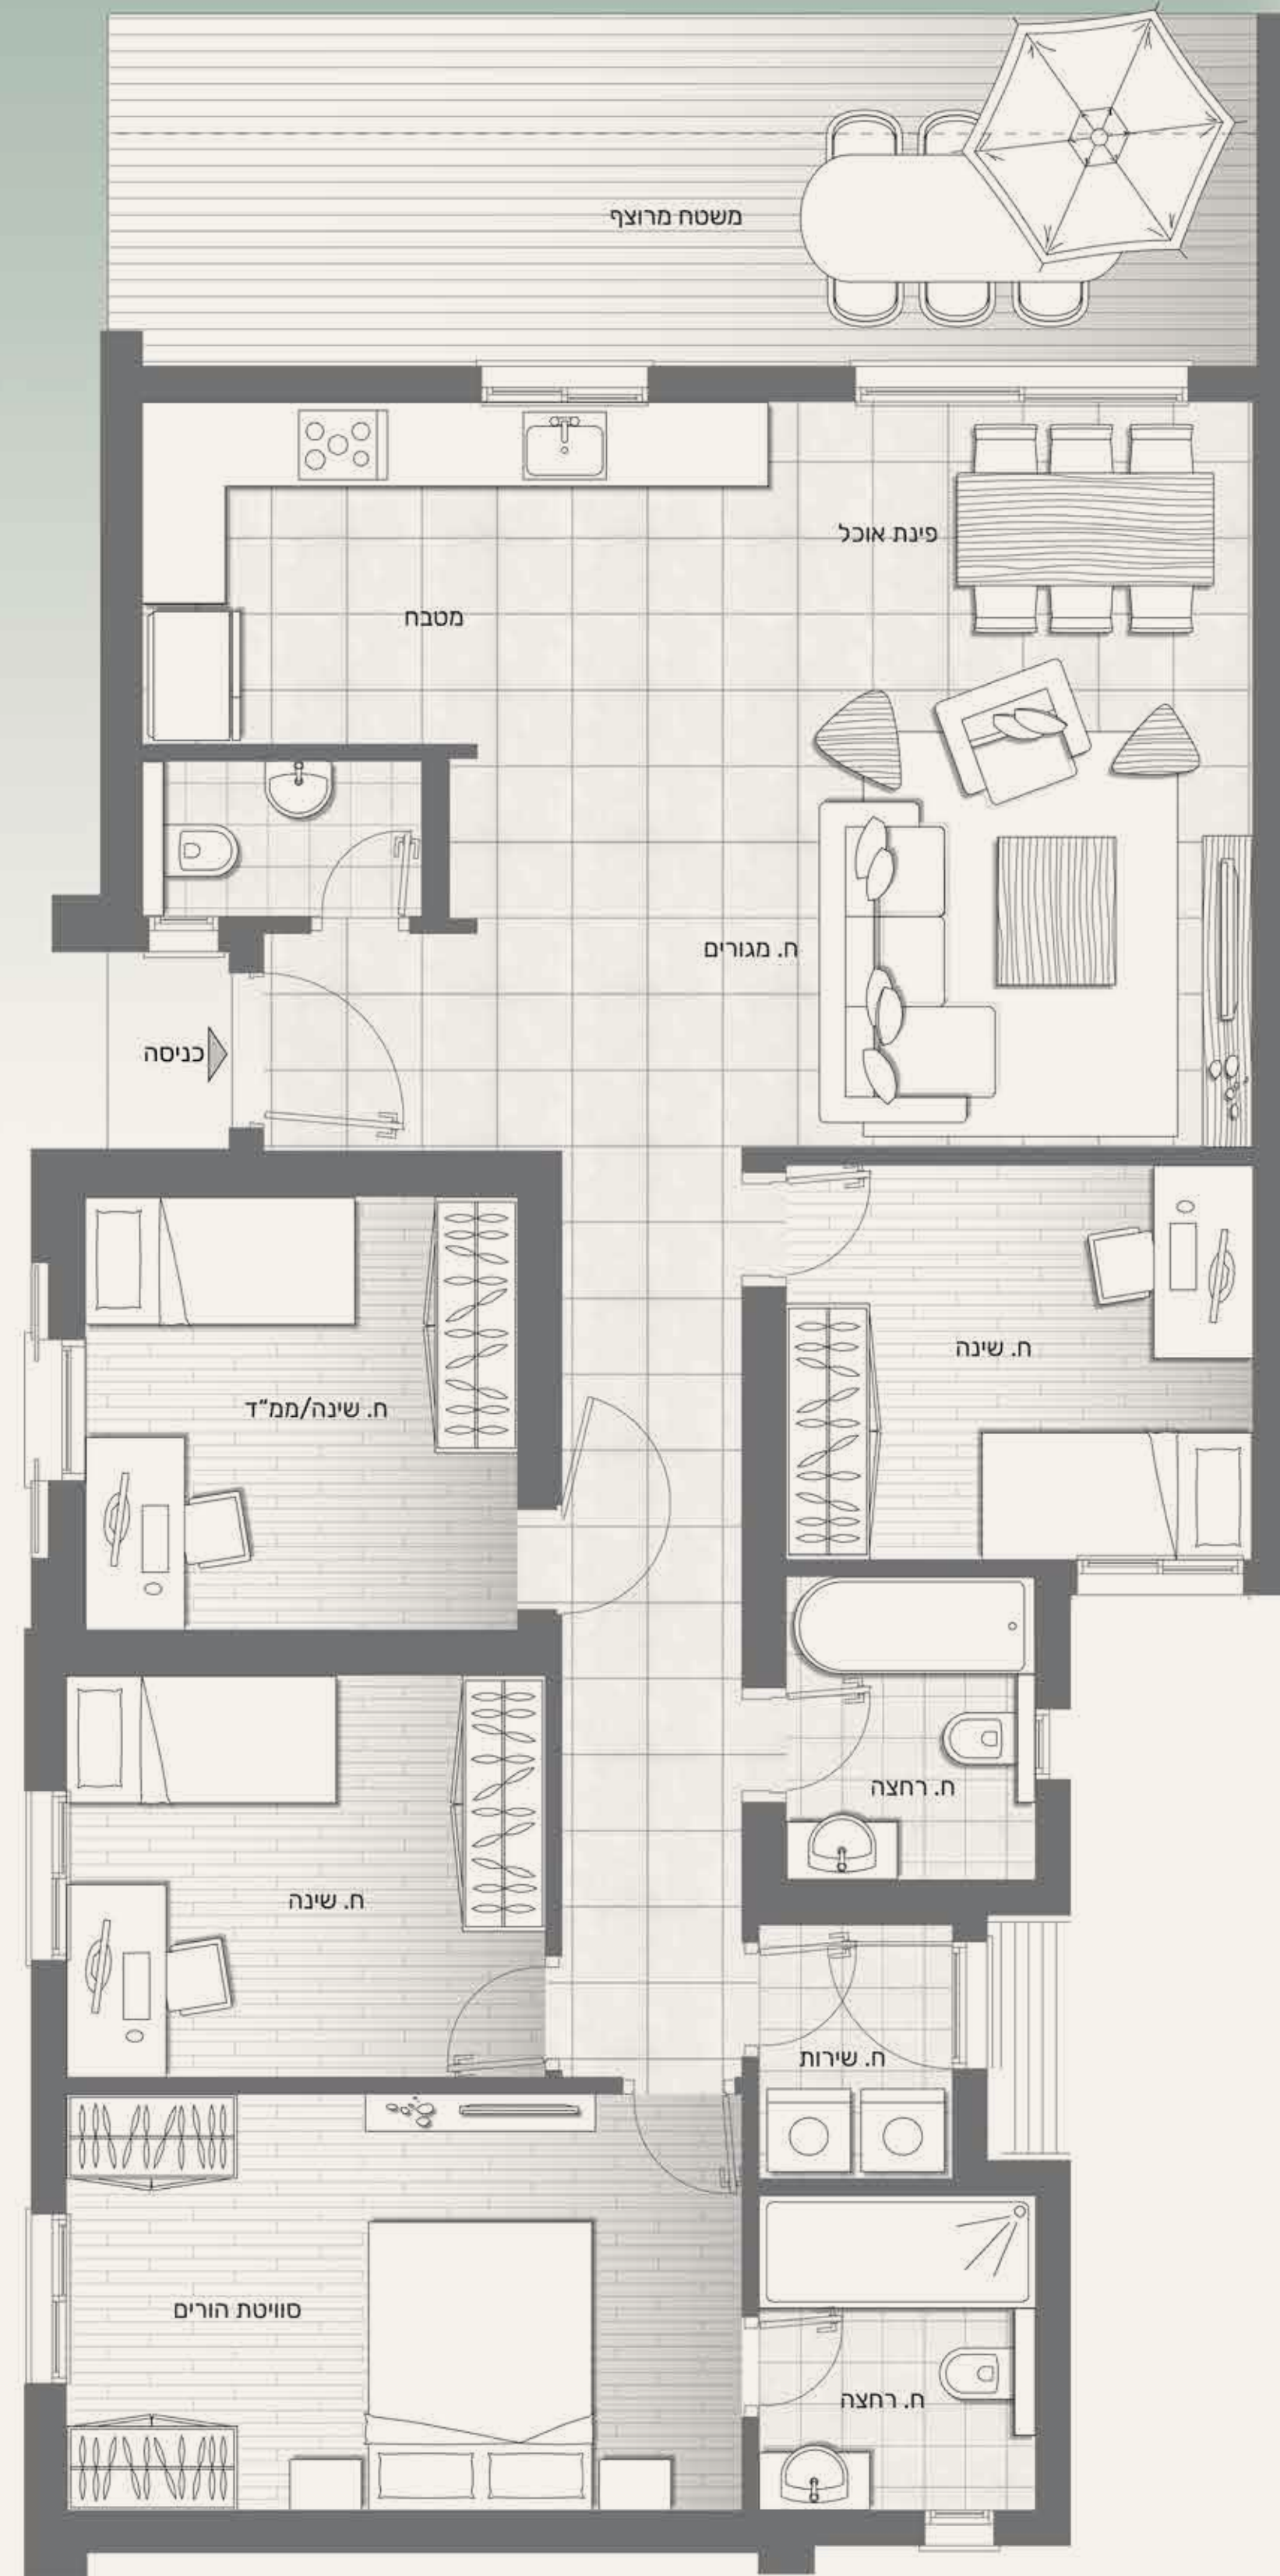 משטח מרוצף
פינת אוכל
מטבח
ח. מגורים
כניסה
ח. שינה
ח. שינה/ממ״ד
ח. רחצה
ח. שינה
ח. שירות
סוויטת הורים
ח. רחצה